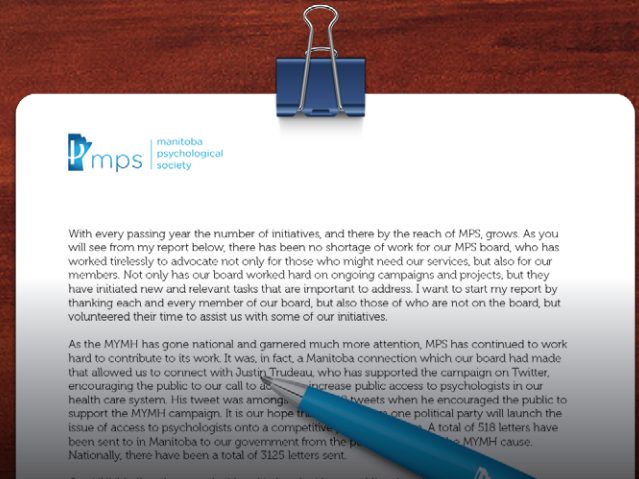 mps
manitoba
psychological
society
With every passing year the number of initiatives, and there by the reach of MPS, grows. As you
will see from my report below, there has been no shortage of work for our MPS board, who has
worked tirelessly to advocate not only for those who might need our services, but also for our
members. Not only has our board worked hard on ongoing campaigns and projects, but they
have initiated new and relevant tasks that are important to address. I want to start my report by
thanking each and every member of our board, but also those of who are not on the board, but
volunteered their time to assist us with some of our initiatives.
As the MYMH has gone national and garnered much more attention, MPS has continued to work
hard to contribute to its work. It was, in fact, a Manitoba connection which our board had made
that allowed us to connect with Justin Trudeau, who has supported the campaign on Twitter,
encouraging the public to our call to increase public access to psychologists in our
health care system. His tweet was tweets when he encouraged the public to
support the MYMH campaign. It is our hope one political party will launch the
issue of access to psychologists onto a competitive A total of 518 letters have
been sent to in Manitoba to our government from the MYMH cause.
Nationally, there have been a total of 3125 letters sent.